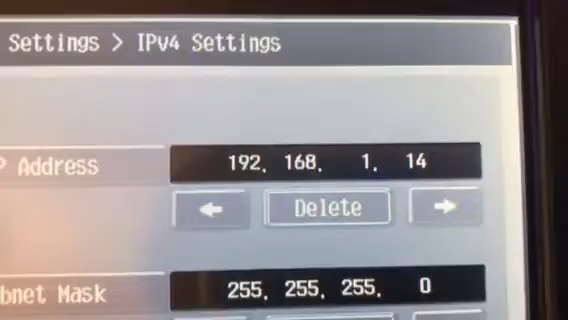 Settings > IPv4 Settings
P Address 192. 168. 1. 14
← Delete →
bnet Mask 255. 255. 255. 0